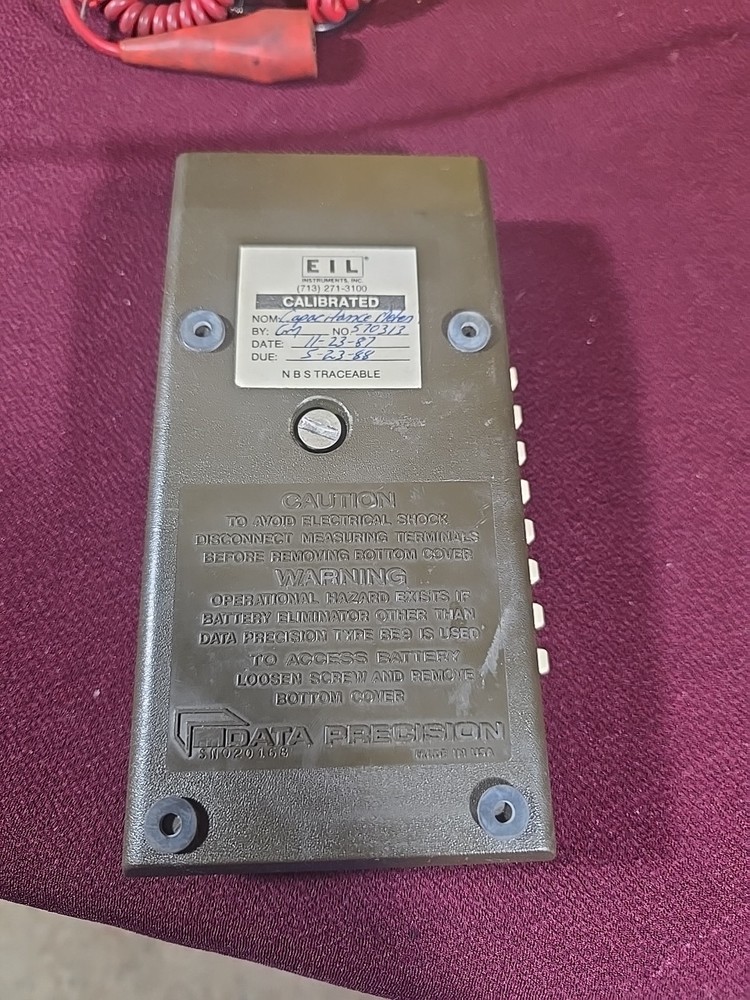 EIL®
INSTRUMENTS, INC.
(713) 271-3100
CALIBRATED
NOM: Capacitance Meter
BY: GM NO 570313
DATE: 11-23-87
DUE: 5-23-88
NBS TRACEABLE
CAUTION
TO AVOID ELECTRICAL SHOCK
DISCONNECT MEASURING TERMINALS
BEFORE REMOVING BOTTOM COVER
WARNING
OPERATIONAL HAZARD EXISTS IF
BATTERY ELIMINATOR OTHER THAN
DATA PRECISION TYPE BE9 IS USED
TO ACCESS BATTERY
LOOSEN SCREW AND REMOVE
BOTTOM COVER
DATA PRECISION
SN020168 MADE IN USA